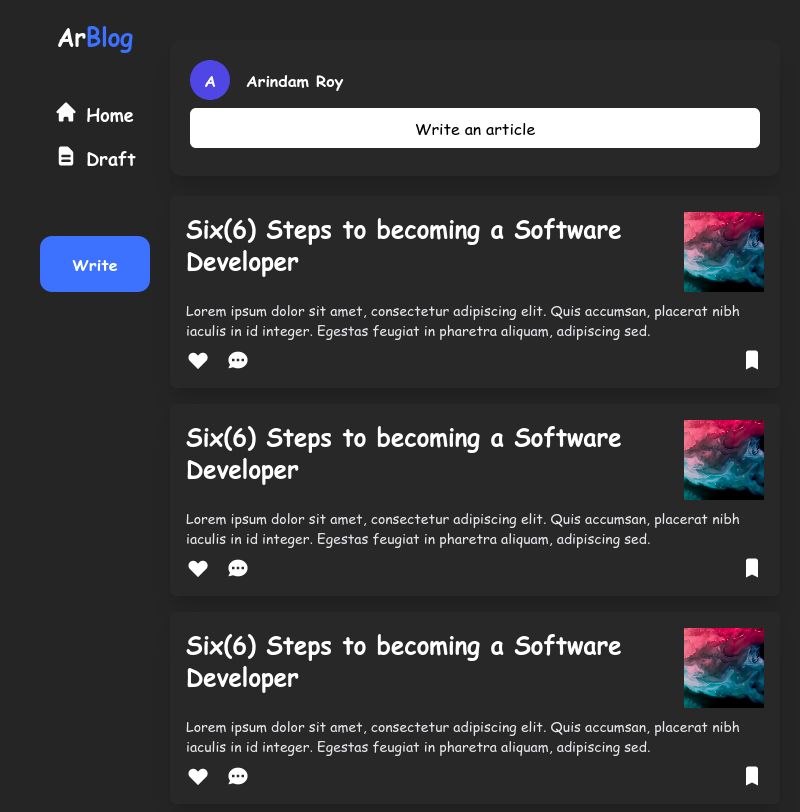 ArBlog
Home
Draft
Write
A
Arindam Roy
Write an article
Six(6) Steps to becoming a Software
Developer
Lorem ipsum dolor sit amet, consectetur adipiscing elit. Quis accumsan, placerat nibh
iaculis in id integer. Egestas feugiat in pharetra aliquam, adipiscing sed.
Six(6) Steps to becoming a Software
Developer
Lorem ipsum dolor sit amet, consectetur adipiscing elit. Quis accumsan, placerat nibh
iaculis in id integer. Egestas feugiat in pharetra aliquam, adipiscing sed.
Six(6) Steps to becoming a Software
Developer
Lorem ipsum dolor sit amet, consectetur adipiscing elit. Quis accumsan, placerat nibh
iaculis in id integer. Egestas feugiat in pharetra aliquam, adipiscing sed.